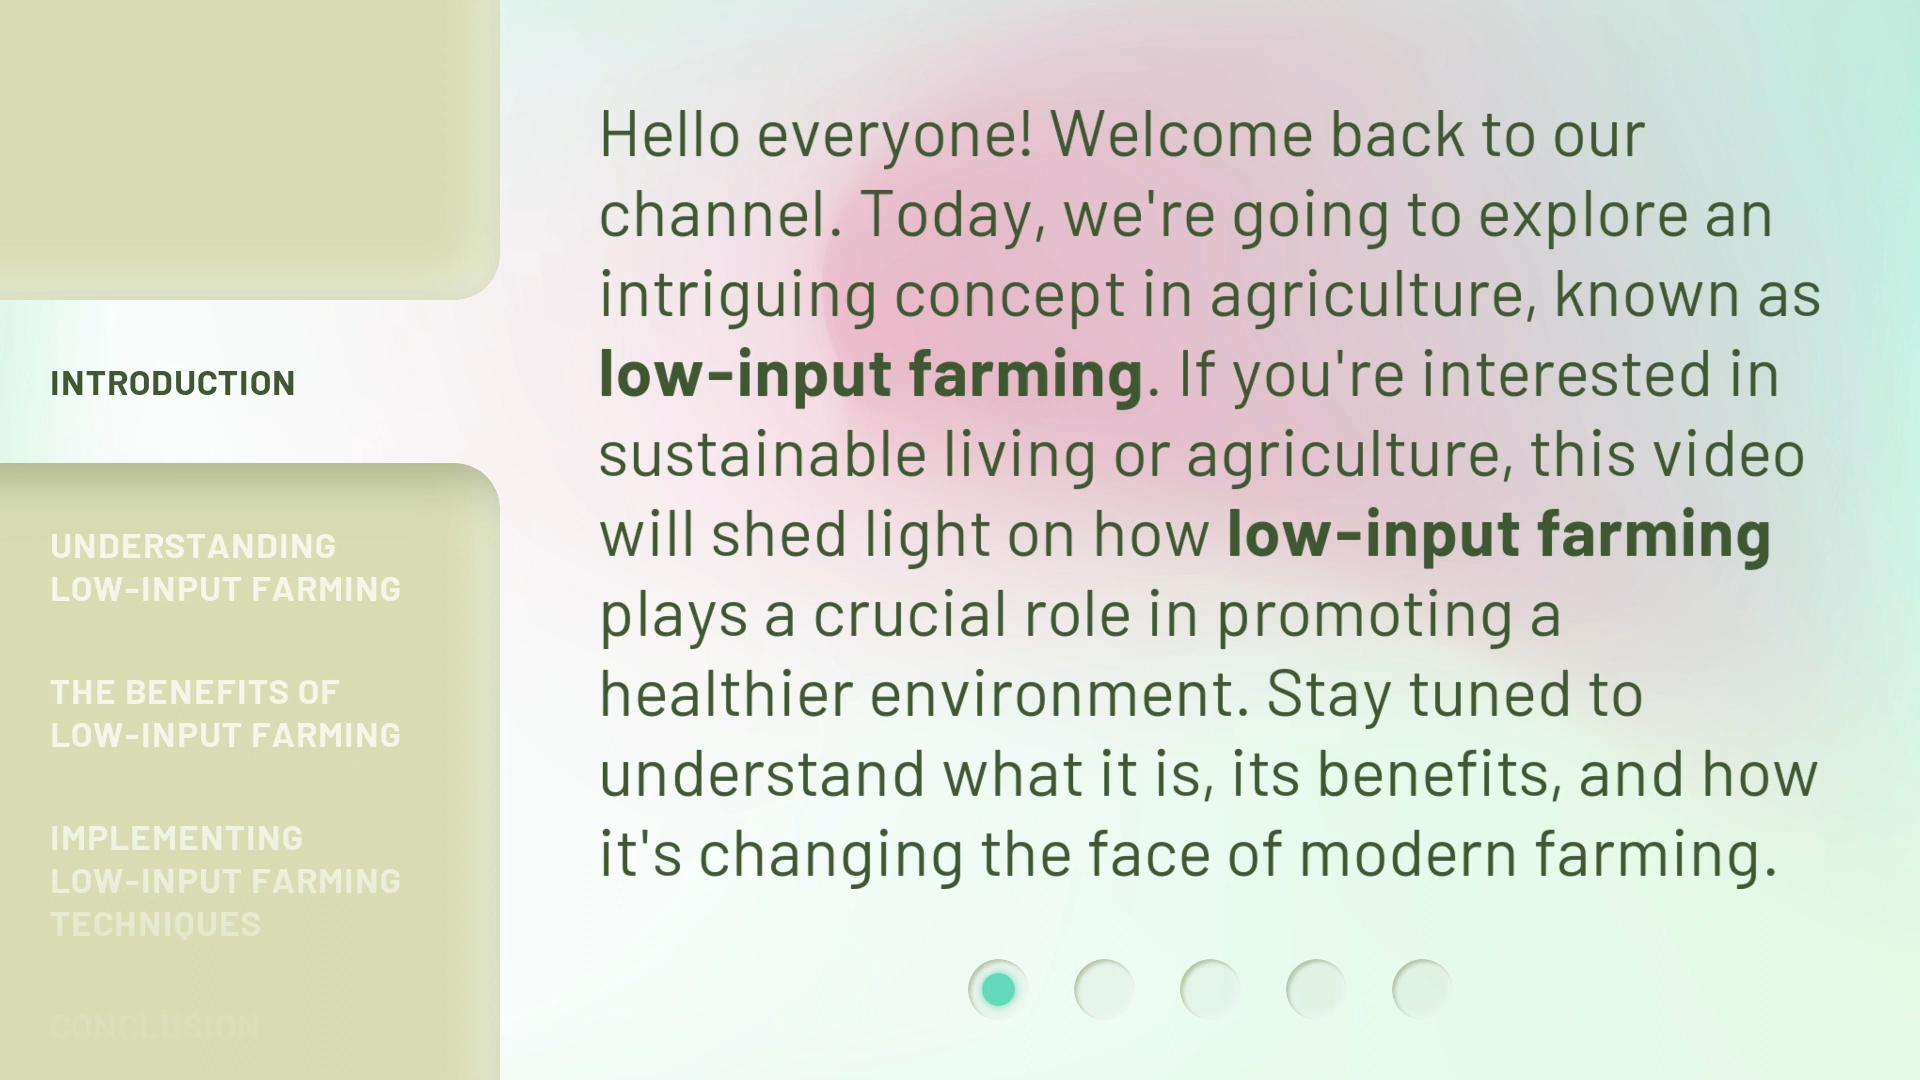 INTRODUCTION
UNDERSTANDING
LOW-INPUT FARMING
THE BENEFITS OF
LOW-INPUT FARMING
IMPLEMENTING
LOW-INPUT FARMING
TECHNIQUES
CONCLUSION
Hello everyone! Welcome back to our
channel. Today, we're going to explore an
intriguing concept in agriculture, known as
low-input farming. If you're interested in
sustainable living or agriculture, this video
will shed light on how low-input farming
plays a crucial role in promoting a
healthier environment. Stay tuned to
understand what it is, its benefits, and how
it's changing the face of modern farming.